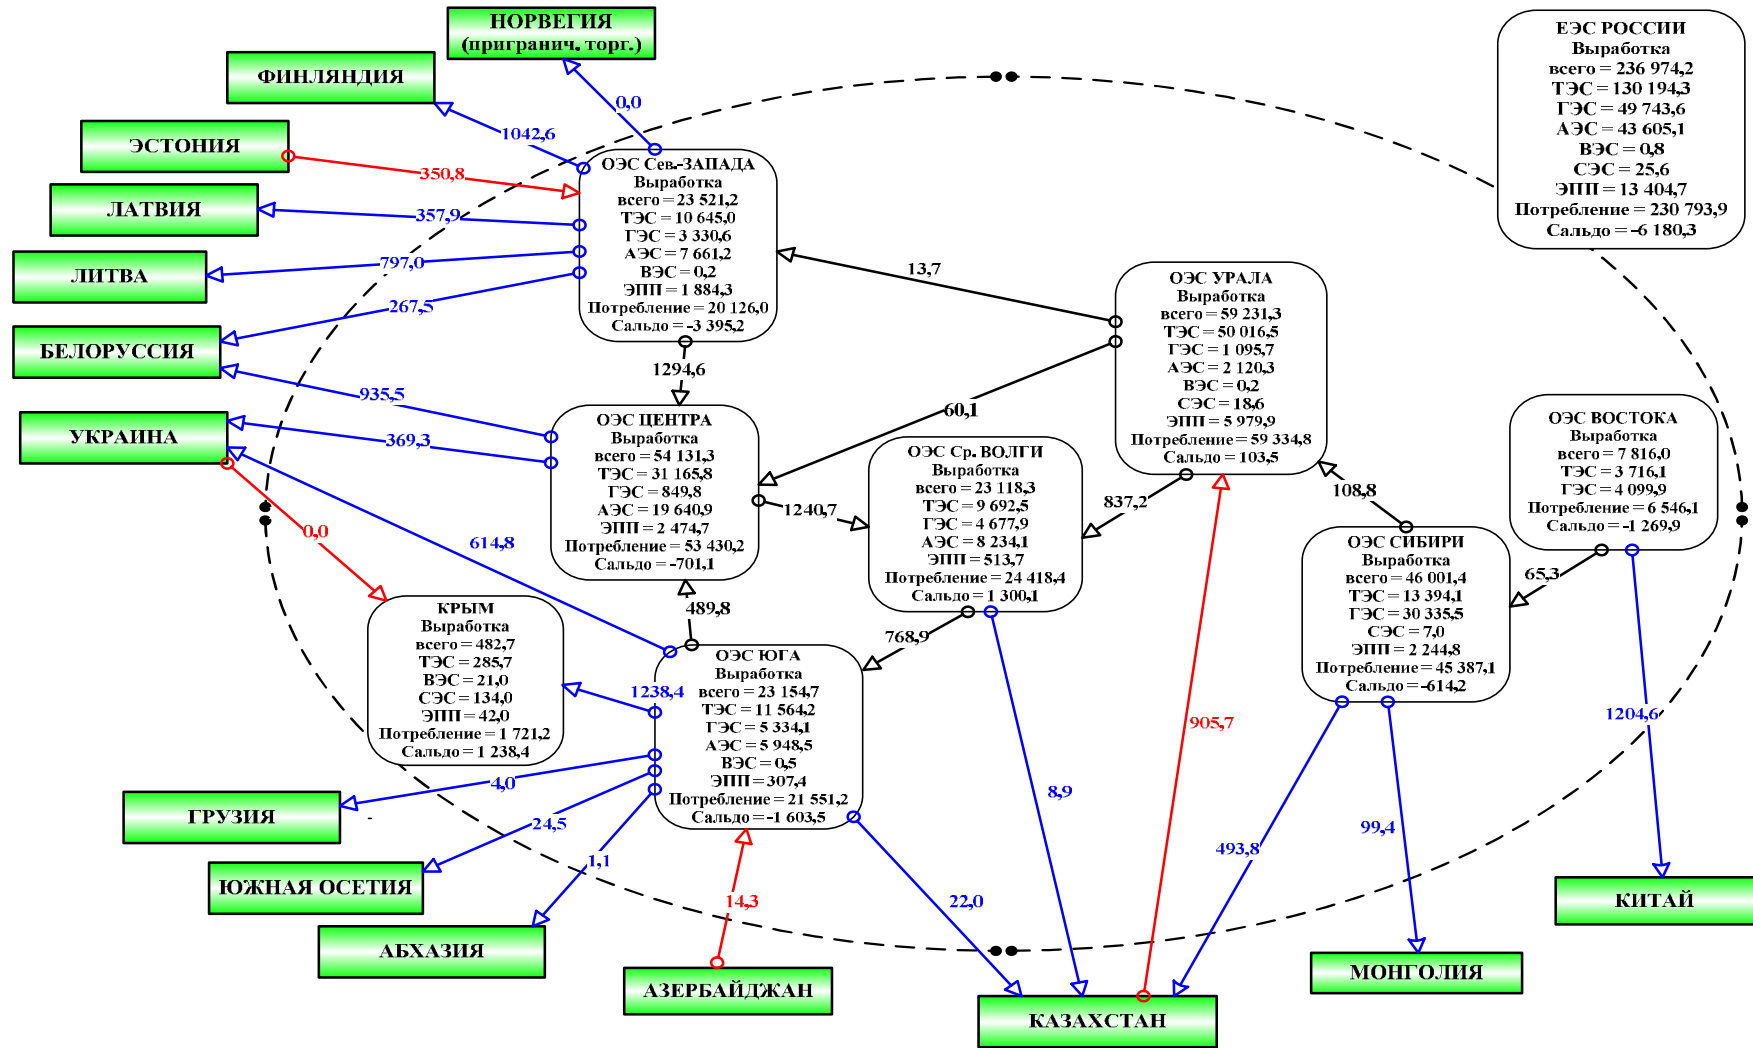 НОРВЕГИЯ
(пригранич. торг.)
ФИНЛЯНДИЯ
ЭСТОНИЯ
ЛАТВИЯ
ЛИТВА
БЕЛОРУССИЯ
УКРАИНА
0,0
1042,6
350,8
357,9
797,0
267,5
935,5
369,3
614,8
0,0
ОЭС Сев.-ЗАПАДА
Выработка
всего = 23 521,2
ТЭС = 10 645,0
ГЭС = 3 330,6
АЭС = 7 661,2
ВЭС = 0,2
ЭПП = 1 884,3
Потребление = 20 126,0
Сальдо = -3 395,2
1294,6
13,7
60,1
ОЭС ЦЕНТРА
Выработка
всего = 54 131,3
ТЭС = 31 165,8
ГЭС = 849,8
АЭС = 19 640,9
ЭПП = 2 474,7
Потребление = 53 430,2
Сальдо = -701,1
1240,7
489,8
ОЭС Ср. ВОЛГИ
Выработка
всего = 23 118,3
ТЭС = 9 692,5
ГЭС = 4 677,9
АЭС = 8 234,1
ЭПП = 513,7
Потребление = 24 418,4
Сальдо = 1 300,1
837,2
768,9
ОЭС УРАЛА
Выработка
всего = 59 231,3
ТЭС = 50 016,5
ГЭС = 1 095,7
АЭС = 2 120,3
ВЭС = 0,2
СЭС = 18,6
ЭПП = 5 979,9
Потребление = 59 334,8
Сальдо = 103,5
108,8
ЕЭС РОССИИ
Выработка
всего = 236 974,2
ТЭС = 130 194,3
ГЭС = 49 743,6
АЭС = 43 605,1
ВЭС = 0,8
СЭС = 25,6
ЭПП = 13 404,7
Потребление = 230 793,9
Сальдо = -6 180,3
ОЭС ВОСТОКА
Выработка
всего = 7 816,0
ТЭС = 3 716,1
ГЭС = 4 099,9
Потребление = 6 546,1
Сальдо = -1 269,9
65,3
ОЭС СИБИРИ
Выработка
всего = 46 001,4
ТЭС = 13 394,1
ГЭС = 30 335,5
СЭС = 7,0
ЭПП = 2 244,8
Потребление = 45 387,1
Сальдо = -614,2
КРЫМ
Выработка
всего = 482,7
ТЭС = 285,7
ВЭС = 21,0
СЭС = 134,0
ЭПП = 42,0
Потребление = 1 721,2
Сальдо = 1 238,4
1238,4
ОЭС ЮГА
Выработка
всего = 23 154,7
ТЭС = 11 564,2
ГЭС = 5 334,1
АЭС = 5 948,5
ВЭС = 0,5
ЭПП = 307,4
Потребление = 21 551,2
Сальдо = -1 603,5
4,0
24,5
1,1
14,3
22,0
8,9
905,7
493,8
99,4
1204,6
ГРУЗИЯ
-
ЮЖНАЯ ОСЕТИЯ
АБХАЗИЯ
АЗЕРБАЙДЖАН
КАЗАХСТАН
МОНГОЛИЯ
КИТАЙ